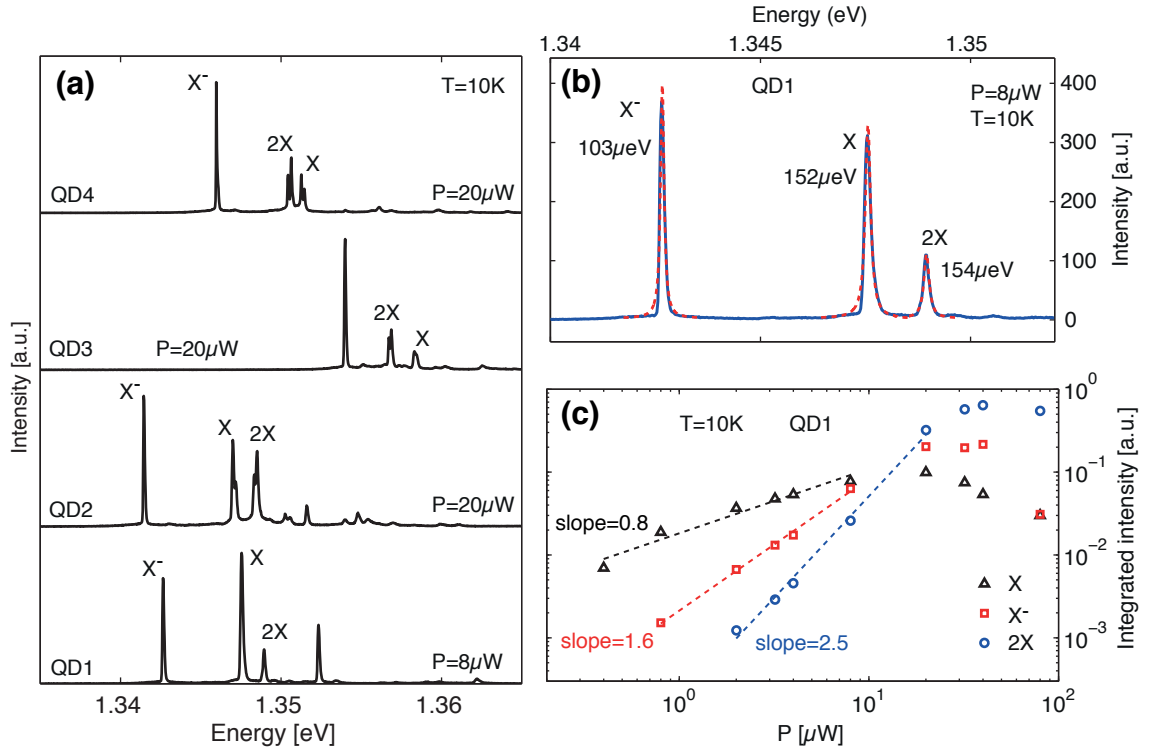 (a)
T=10K
X⁻
2X
X
QD4
P=20µW
2X
X
QD3
P=20µW
X⁻
X
2X
QD2
P=20µW
X⁻
X
2X
QD1
P=8µW
1.34
1.35
1.36
Energy [eV]
Intensity [a.u.]
Energy (eV)
1.34
1.345
1.35
(b)
QD1
P=8µW
T=10K
X⁻
103µeV
X
152µeV
2X
154µeV
400
300
200
100
0
Intensity [a.u.]
(c)
T=10K
QD1
slope=0.8
slope=1.6
slope=2.5
X
X⁻
2X
10⁰
10⁻¹
10⁻²
10⁻³
Integrated intensity [a.u.]
10⁰
10¹
10²
P [µW]